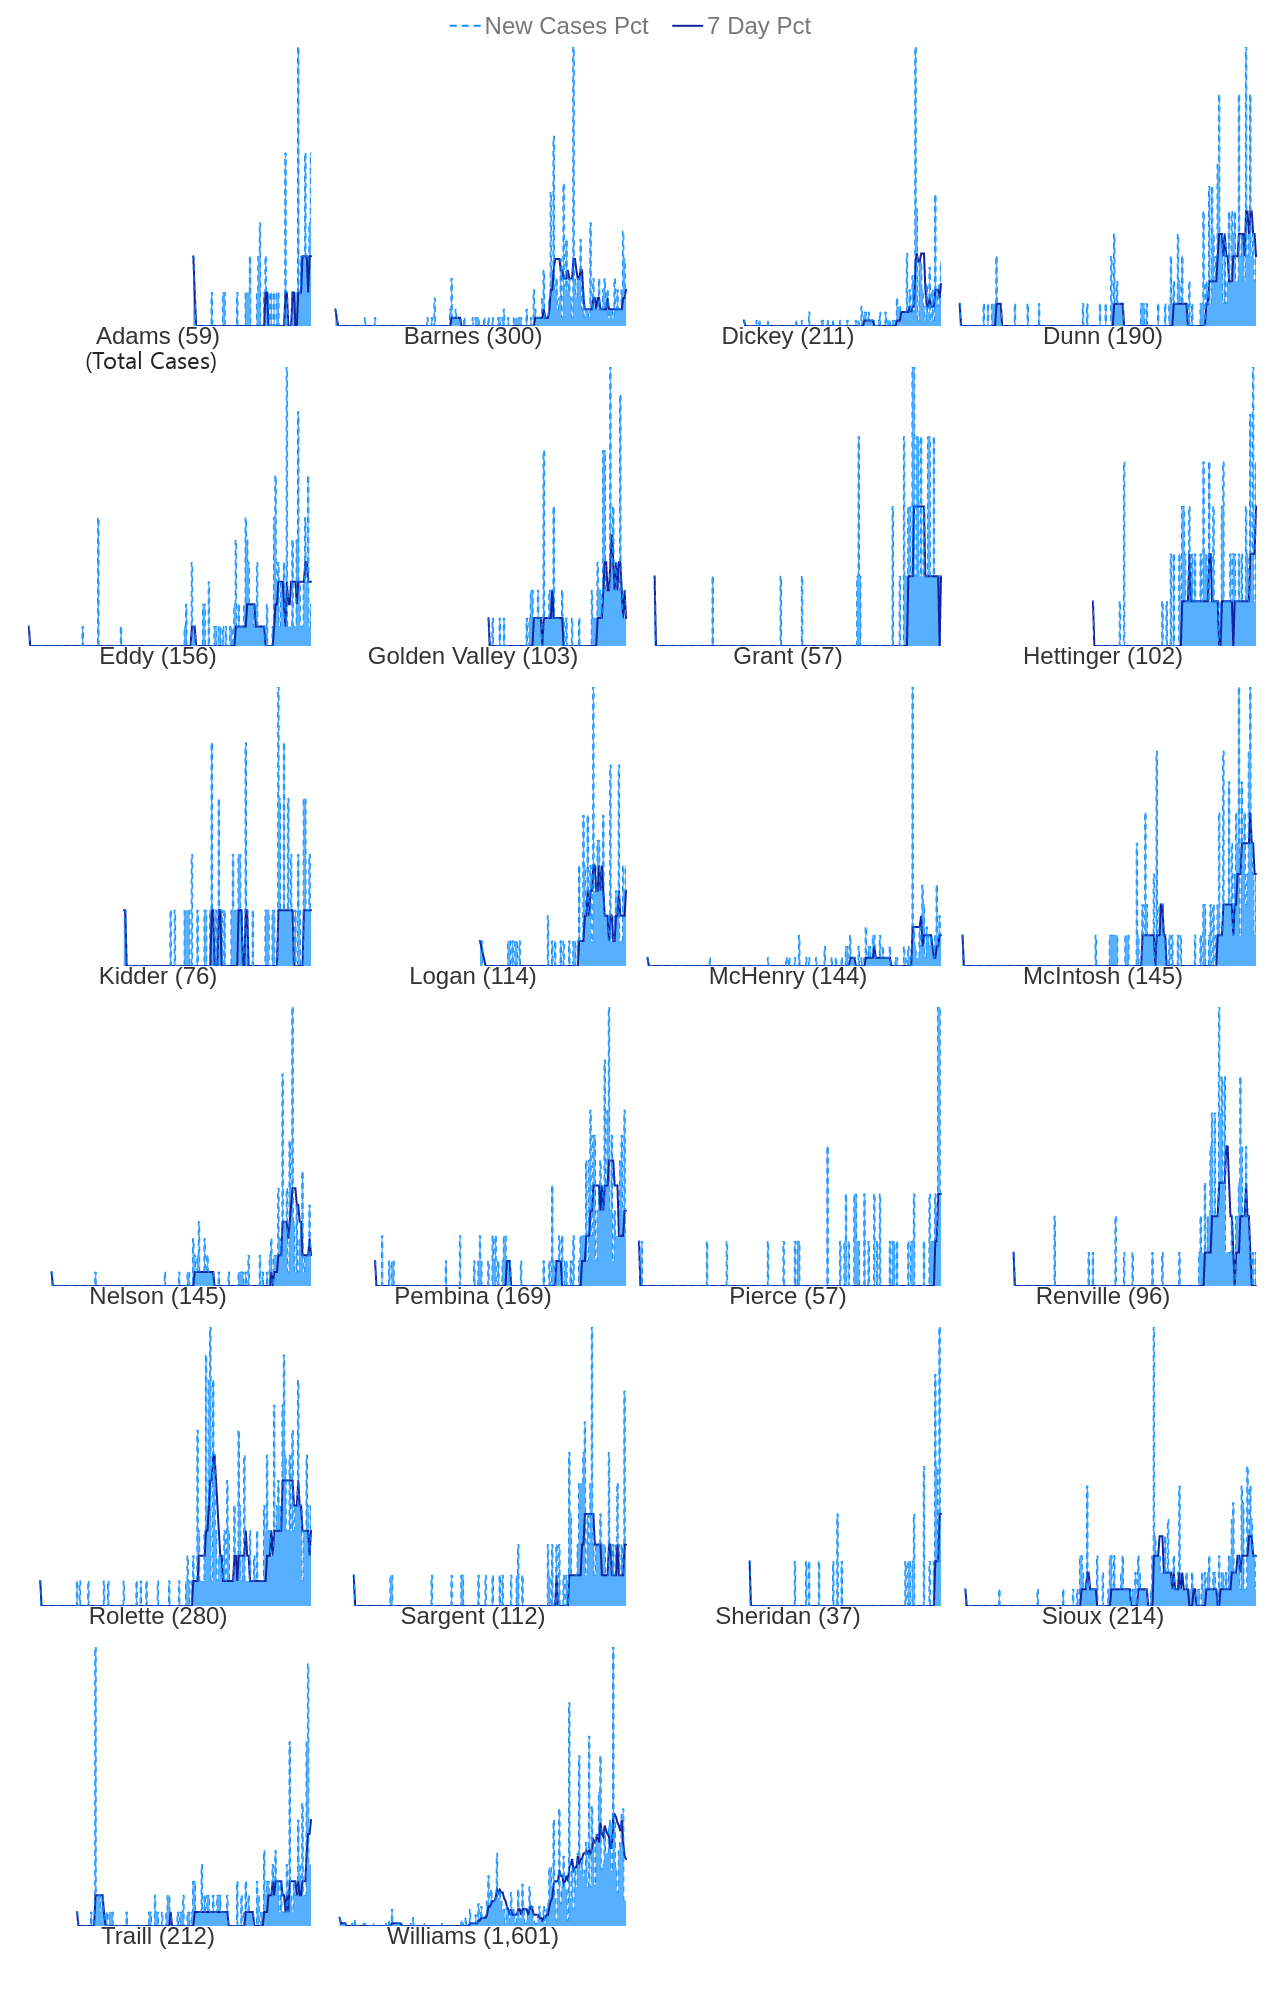 New Cases Pct 7 Day Pct
Adams (59) Barnes (300) Dickey (211) Dunn (190)
(Total Cases)
Eddy (156) Golden Valley (103) Grant (57) Hettinger (102)
Kidder (76) Logan (114) McHenry (144) McIntosh (145)
Nelson (145) Pembina (169) Pierce (57) Renville (96)
Rolette (280) Sargent (112) Sheridan (37) Sioux (214)
Traill (212) Williams (1,601)